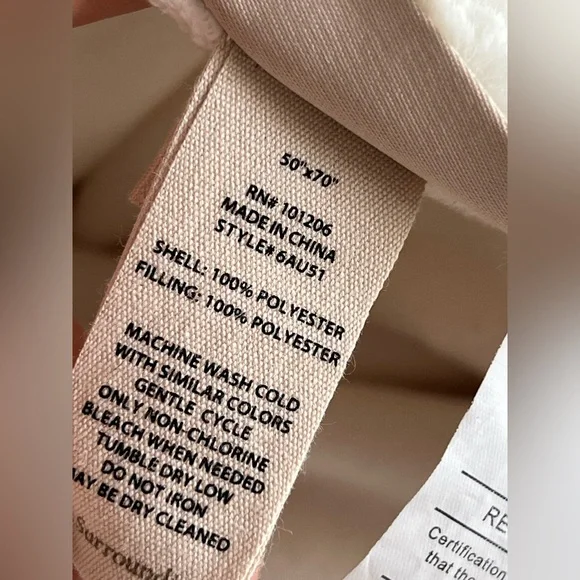 50"x70"
RN# 101206
MADE IN CHINA
STYLE# 6AU51
SHELL: 100% POLYESTER
FILLING: 100% POLYESTER
MACHINE WASH COLD
WITH SIMILAR COLORS
GENTLE CYCLE
ONLY NON-CHLORINE
BLEACH WHEN NEEDED
TUMBLE DRY LOW
DO NOT IRON
MAY BE DRY CLEANED
Certification
that the